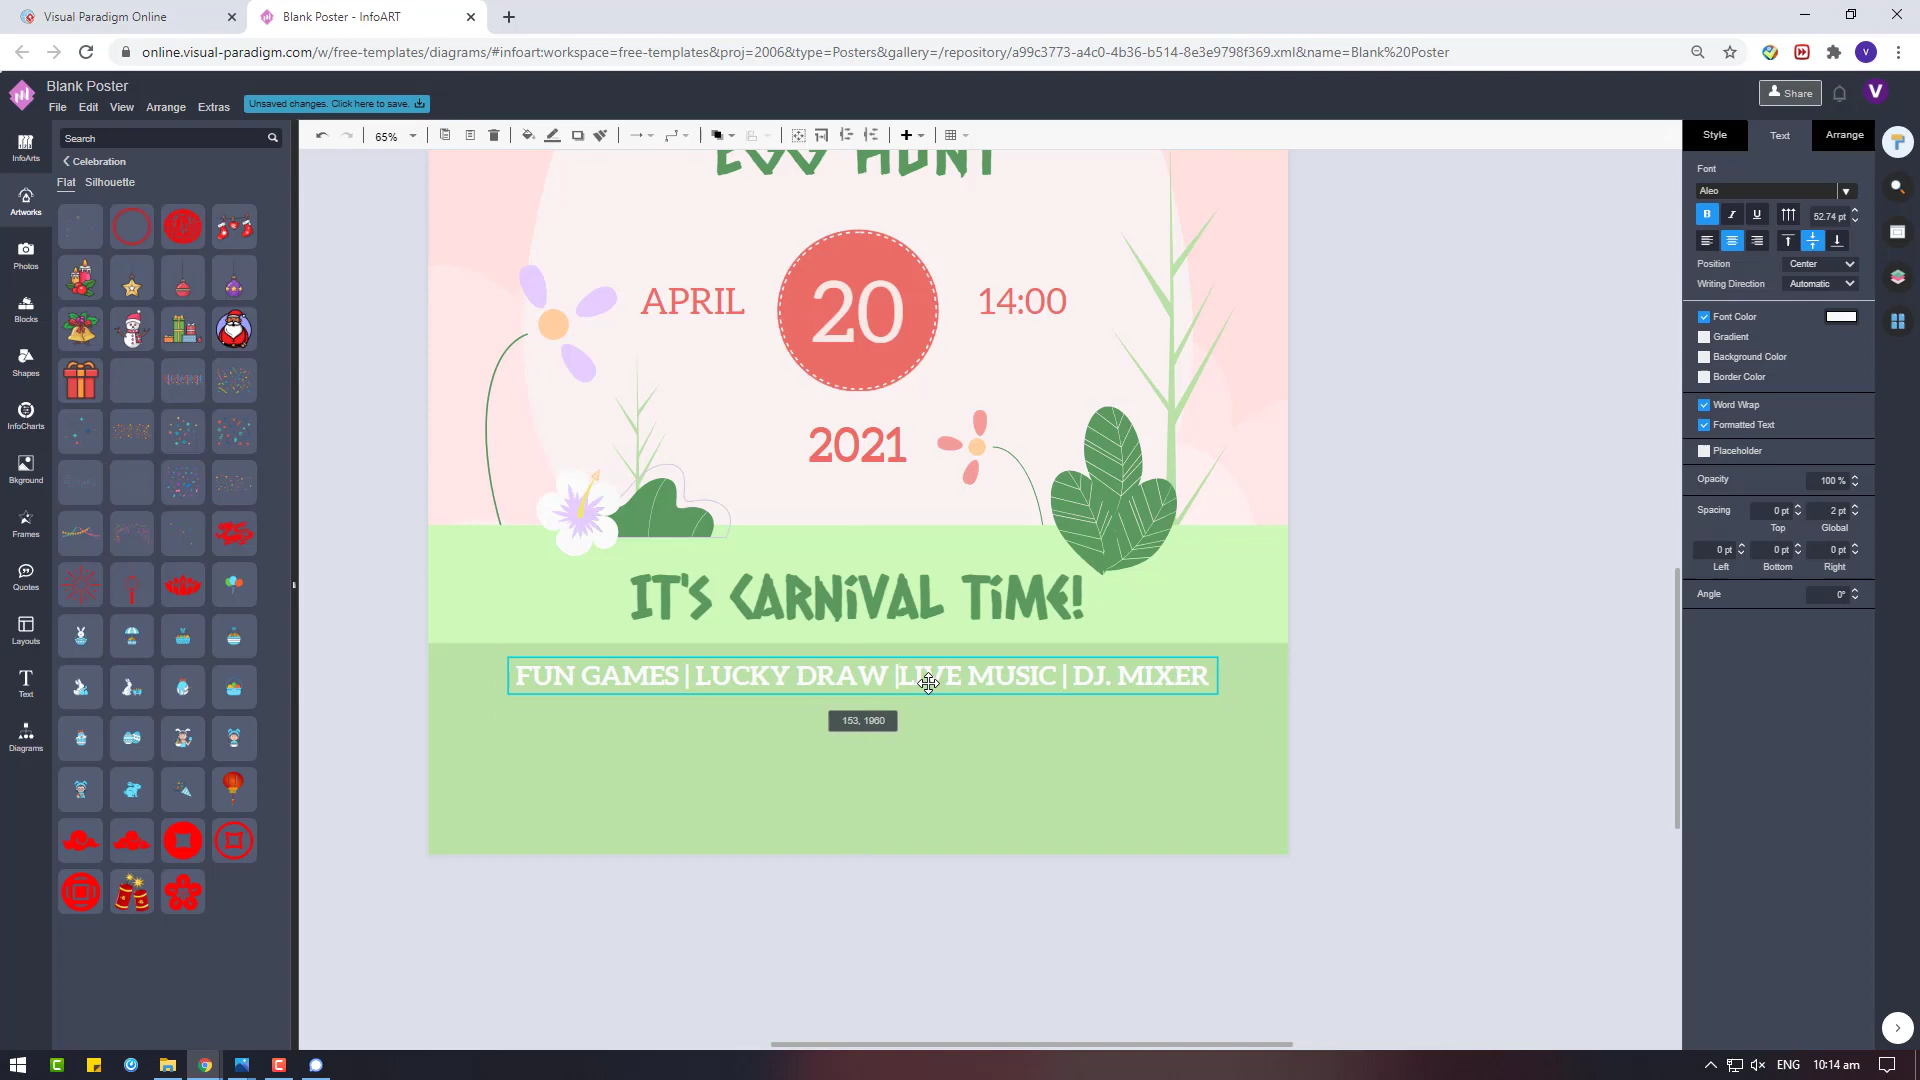 Visual Paradigm Online
Blank Poster - InfoART
online.visual-paradigm.com/w/free-templates/diagrams/#infoart:workspace=free-templates&proj=2006&type=Posters&gallery=/repository/a99c3773-a4c0-4b36-b514-8e3e9798f369.xml&name=Blank%20Poster
V
Blank Poster
File Edit View Arrange Extras
Unsaved changes. Click here to save.
Share
V
InfoArts
Artworks
Photos
Blocks
Shapes
InfoCharts
Bkground
Frames
Quotes
Layouts
Text
Diagrams
Search
Celebration
Flat Silhouette
65%
EGG HUNT
APRIL
20
14:00
2021
IT'S CARNIVAL TIME!
FUN GAMES | LUCKY DRAW |LIVE MUSIC | DJ. MIXER
153, 1960
Style Text Arrange
Font
Aleo
B I U 52.74 pt
Position Center
Writing Direction Automatic
Font Color
Gradient
Background Color
Border Color
Word Wrap
Formatted Text
Placeholder
Opacity 100 %
Spacing 0 pt 2 pt
Top Global
0 pt 0 pt 0 pt
Left Bottom Right
Angle 0°
ENG 10:14 am